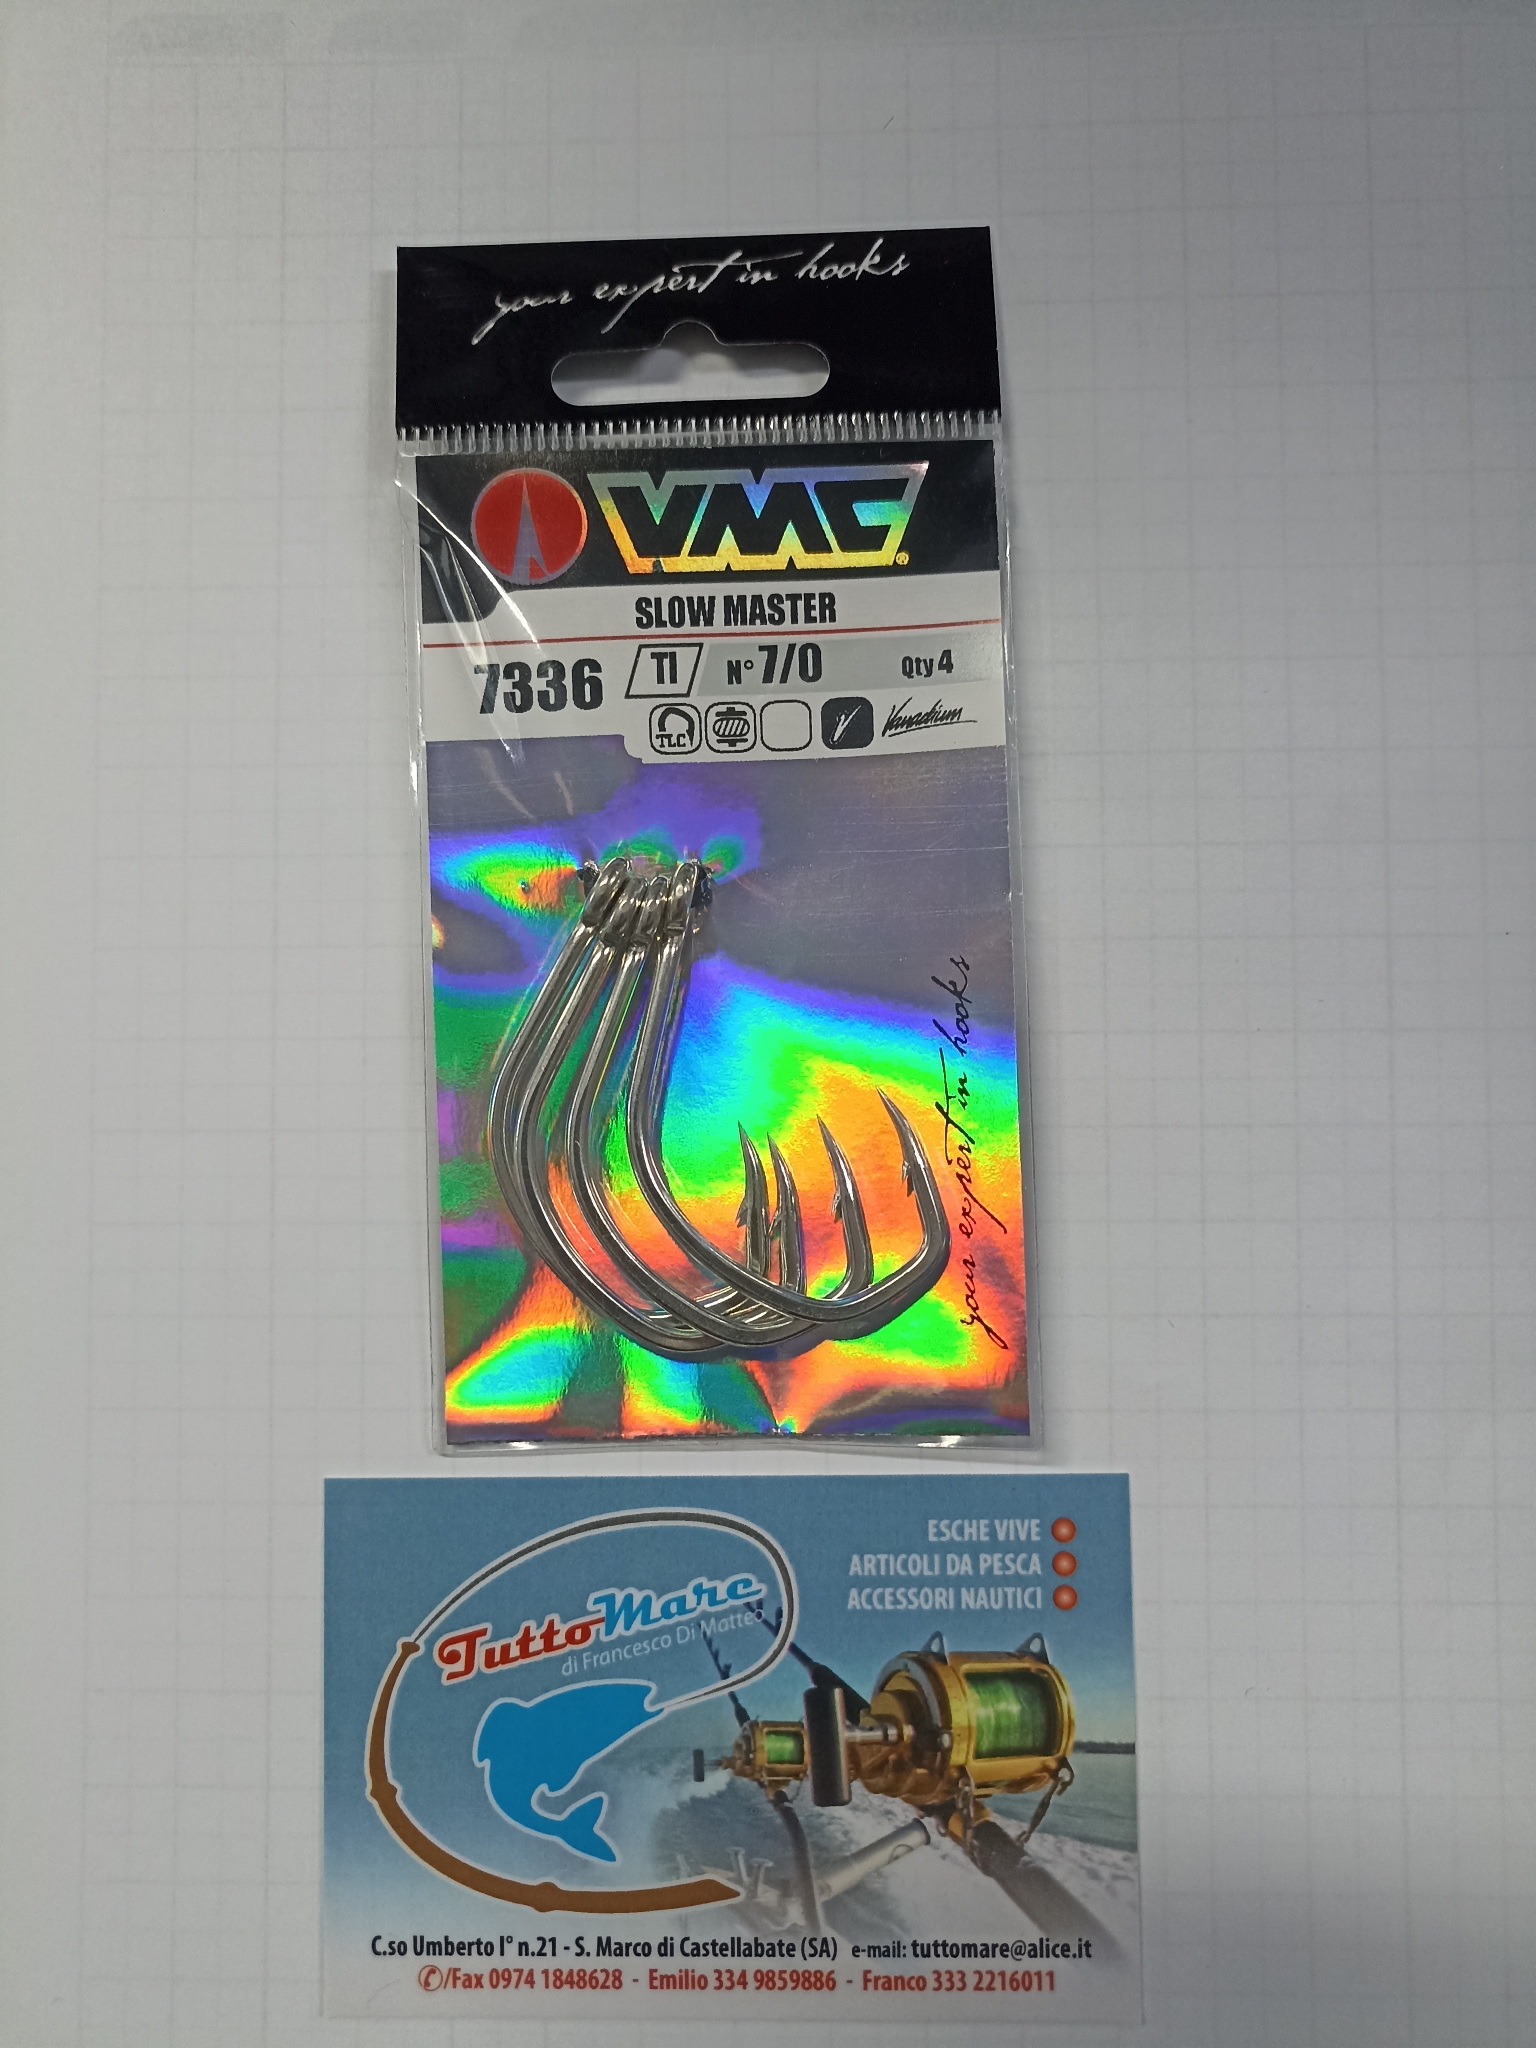 your expert in hooks
VMC®
SLOW MASTER
7336 TI N° 7/0 Qty 4
TLC Vanadium
your expert in hooks
ESCHE VIVE
ARTICOLI DA PESCA
ACCESSORI NAUTICI
TuttoMare
di Francesco Di Matteo
C.so Umberto I° n.21 - S. Marco di Castellabate (SA) e-mail: tuttomare@alice.it
✆/Fax 0974 1848628 - Emilio 334 9859886 - Franco 333 2216011